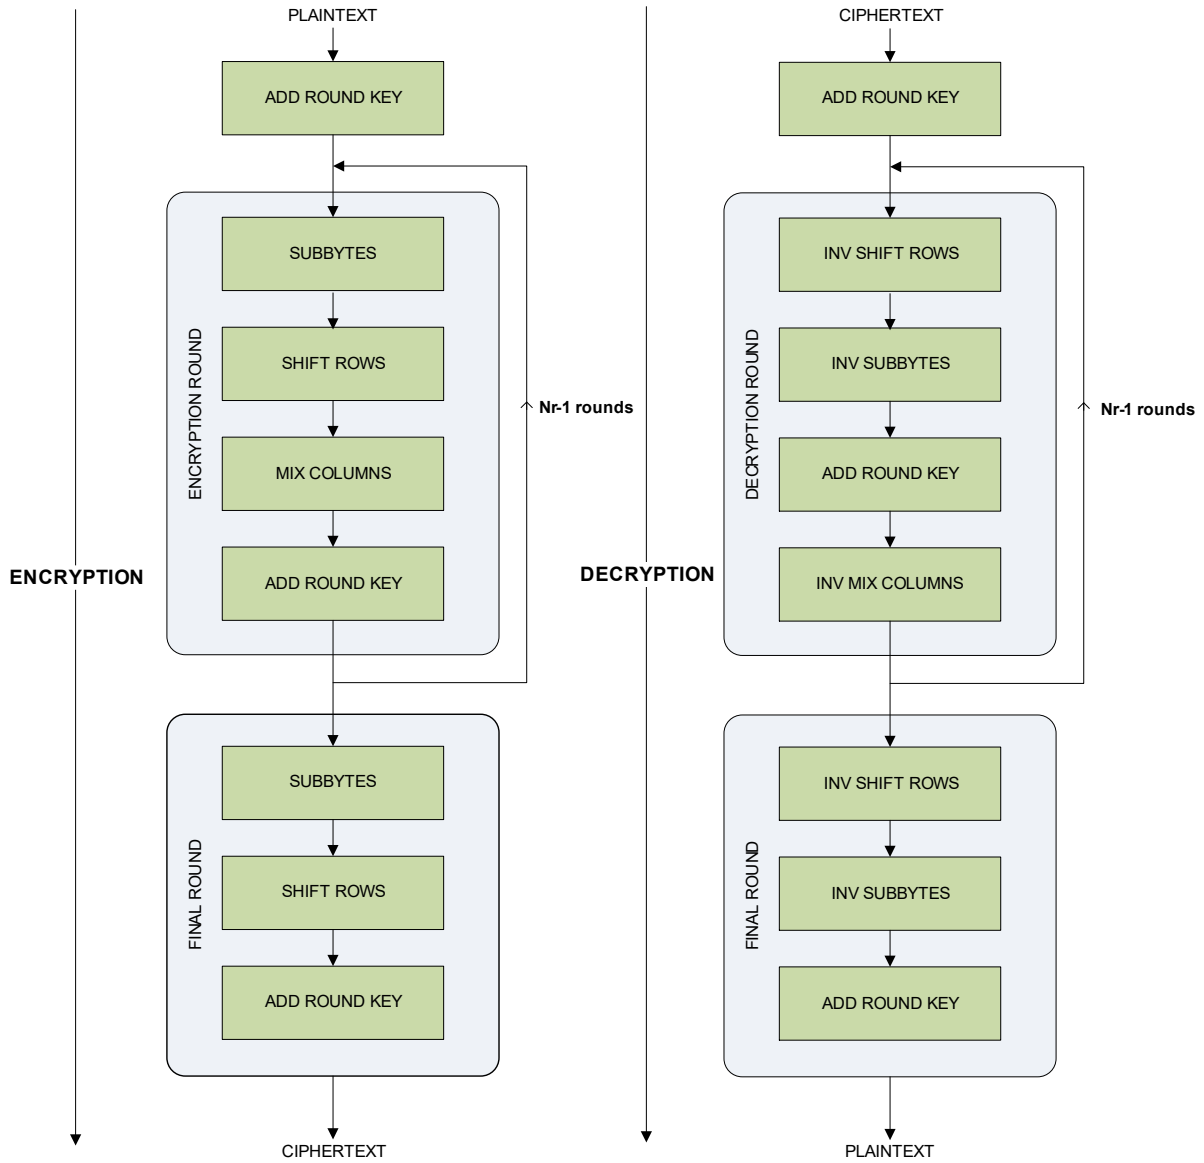 PLAINTEXT
ADD ROUND KEY
SUBBYTES
SHIFT ROWS
MIX COLUMNS
ADD ROUND KEY
ENCRYPTION ROUND
Nr-1 rounds
ENCRYPTION
SUBBYTES
SHIFT ROWS
ADD ROUND KEY
FINAL ROUND
CIPHERTEXT
CIPHERTEXT
ADD ROUND KEY
INV SHIFT ROWS
INV SUBBYTES
ADD ROUND KEY
INV MIX COLUMNS
DECRYPTION ROUND
Nr-1 rounds
DECRYPTION
INV SHIFT ROWS
INV SUBBYTES
ADD ROUND KEY
FINAL ROUND
PLAINTEXT